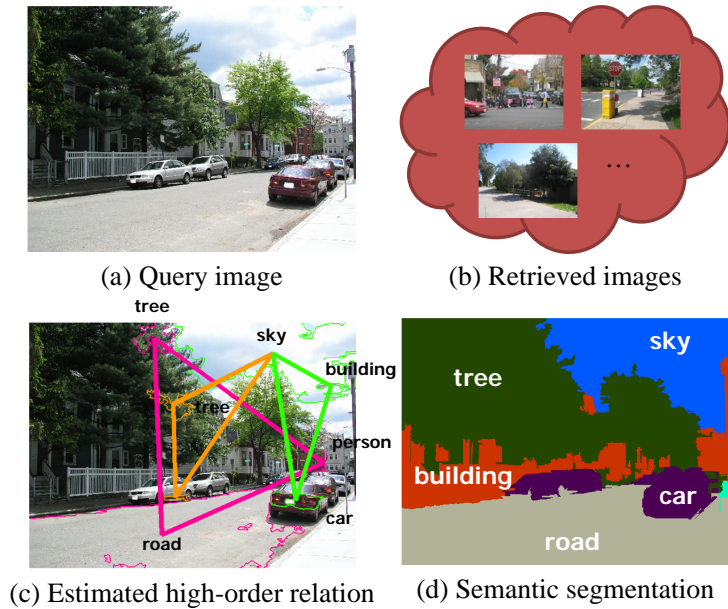 (a) Query image
STOP
...
(b) Retrieved images
tree
sky
building
tree
person
car
road
(c) Estimated high-order relation
sky
tree
building
car
road
(d) Semantic segmentation